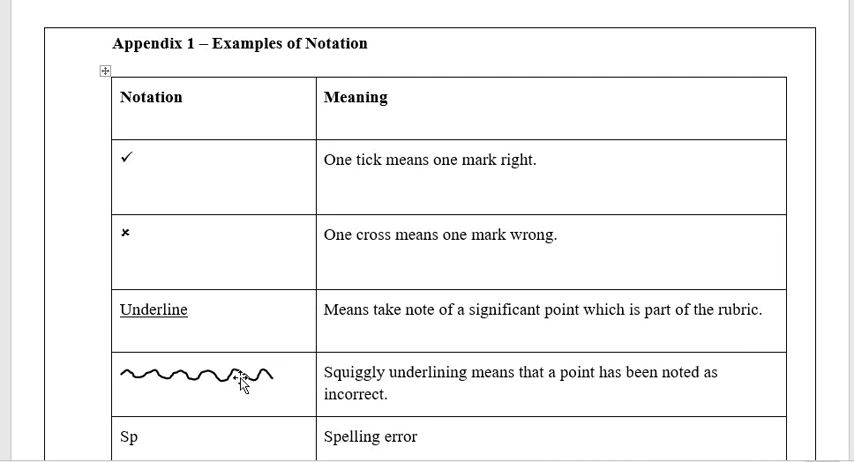 Appendix 1 – Examples of Notation
Notation Meaning
✓ One tick means one mark right.
× One cross means one mark wrong.
Underline Means take note of a significant point which is part of the rubric.
Squiggly underlining means that a point has been noted as
incorrect.
Sp Spelling error